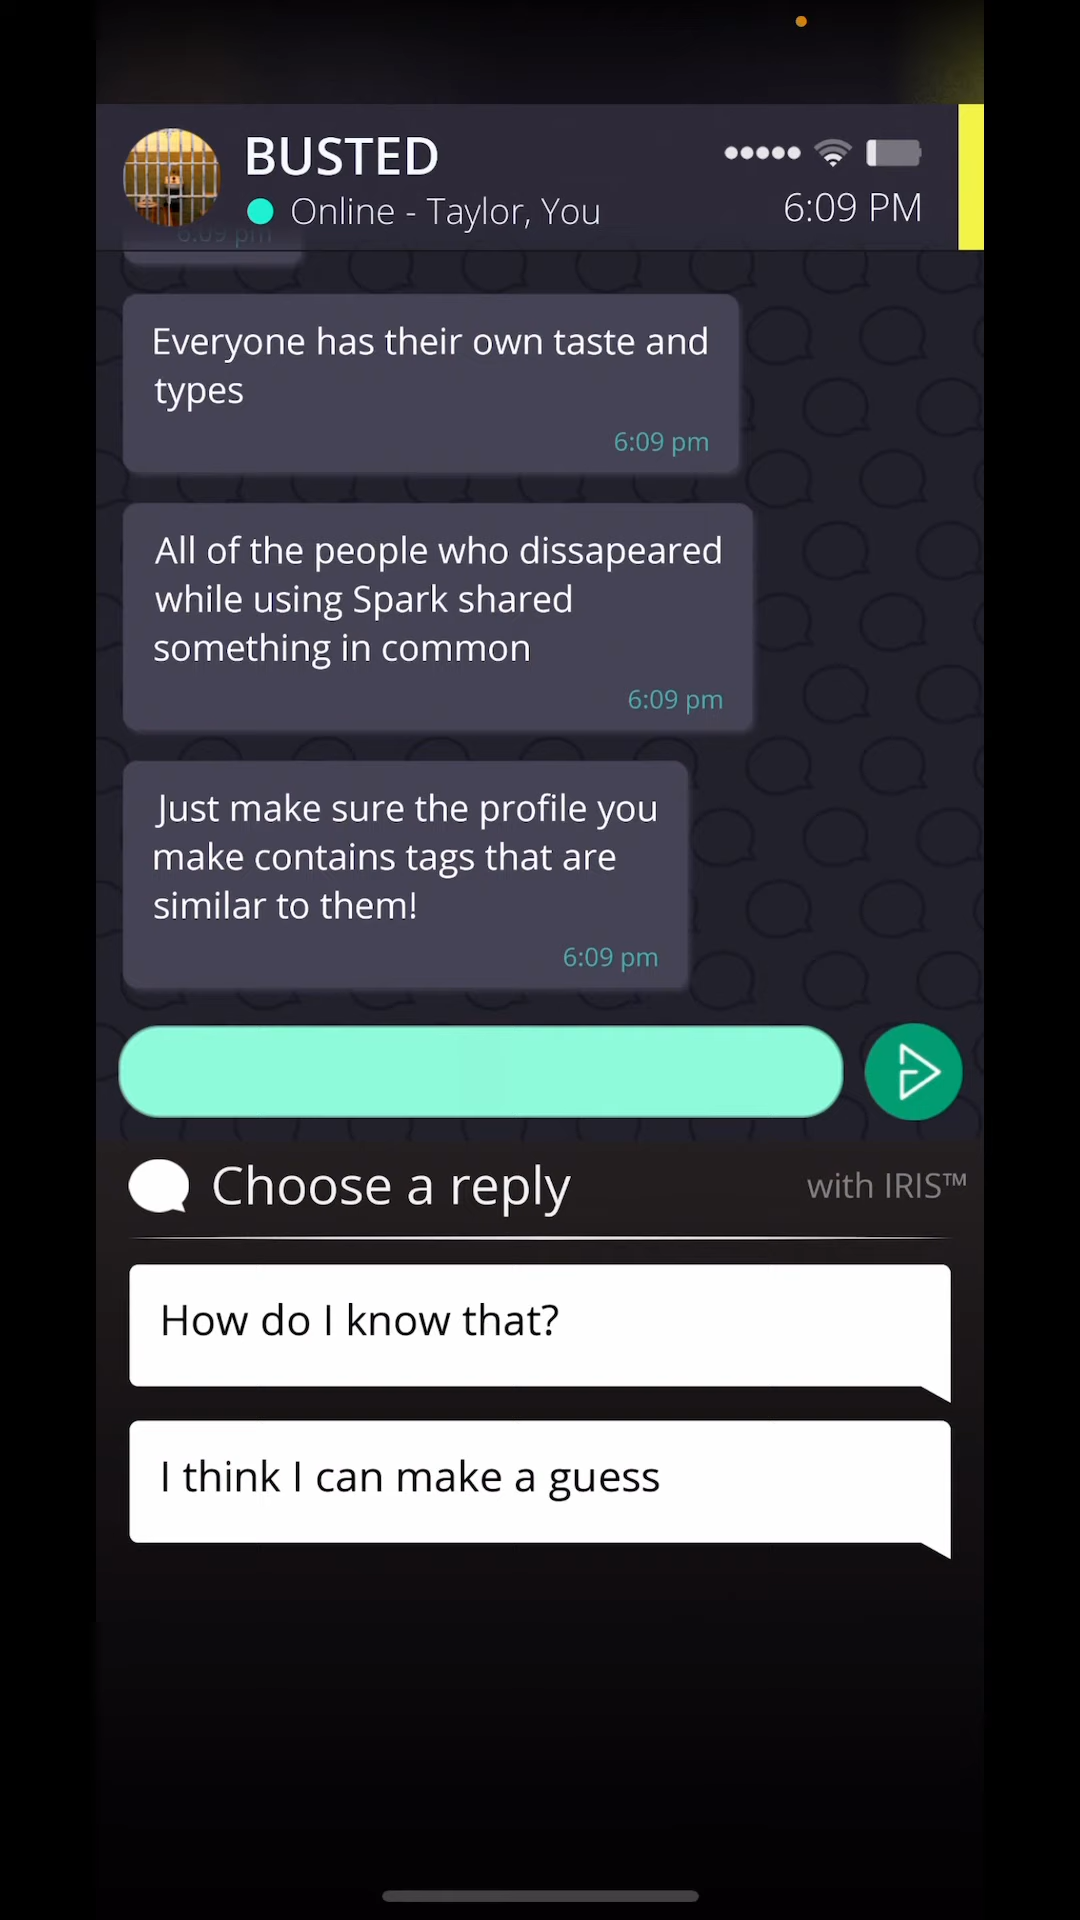 BUSTED
Online - Taylor, You
6:09 PM
6:09 pm
Everyone has their own taste and
types
6:09 pm
All of the people who dissapeared
while using Spark shared
something in common
6:09 pm
Just make sure the profile you
make contains tags that are
similar to them!
6:09 pm
Choose a reply
with IRIS™
How do I know that?
I think I can make a guess